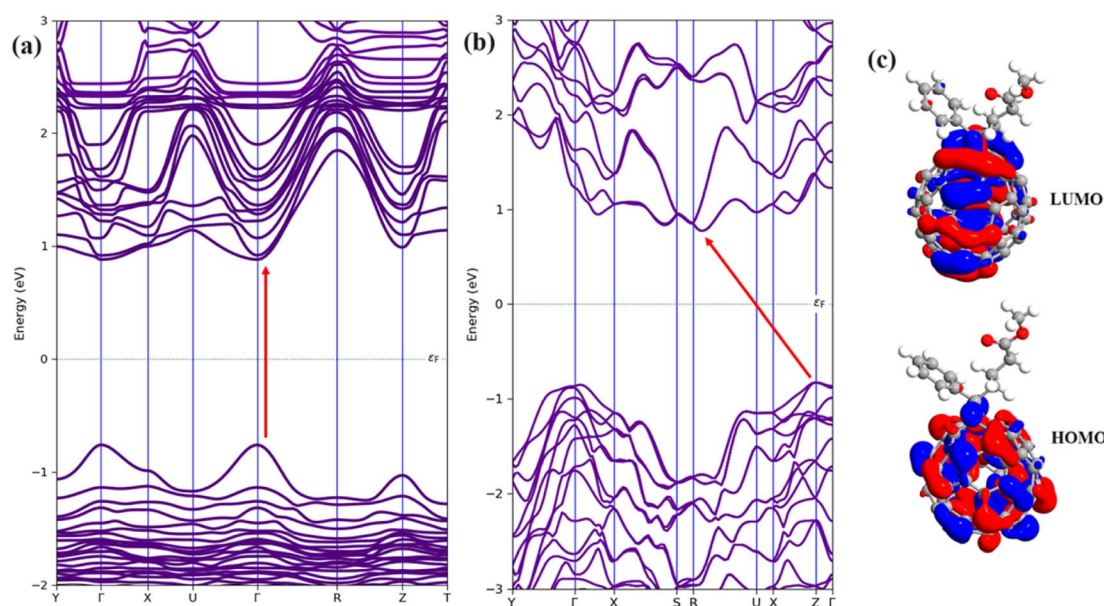 (a)
3
2
1
0
−1
−2
Energy (eV)
εF
Y Γ X U Γ R Z T
(b)
3
2
1
0
−1
−2
−3
Energy (eV)
εF
Y Γ X S R U X Z Γ
(c)
LUMO
HOMO